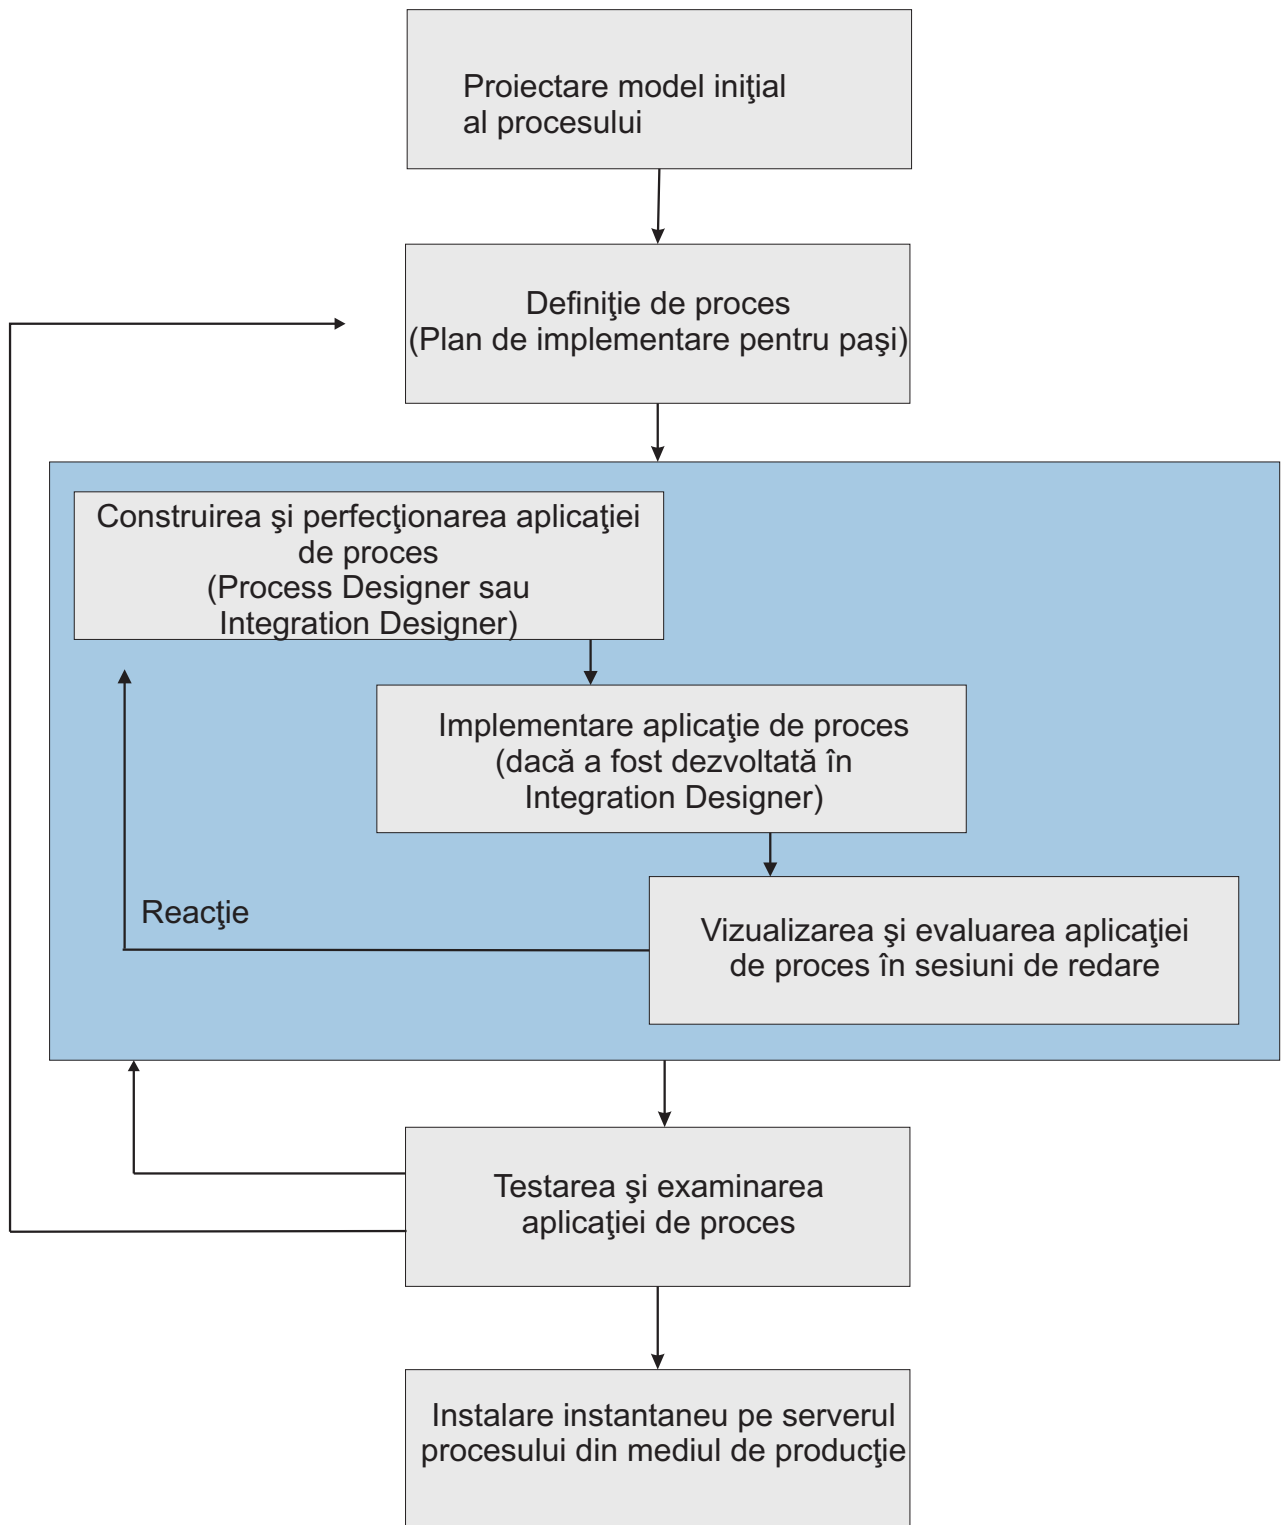 Proiectare model iniţial
al procesului
Definiţie de proces
(Plan de implementare pentru paşi)
Construirea şi perfecţionarea aplicaţiei
de proces
(Process Designer sau
Integration Designer)
Implementare aplicaţie de proces
(dacă a fost dezvoltată în
Integration Designer)
Reacţie
Vizualizarea şi evaluarea aplicaţiei
de proces în sesiuni de redare
Testarea şi examinarea
aplicaţiei de proces
Instalare instantaneu pe serverul
procesului din mediul de producţie